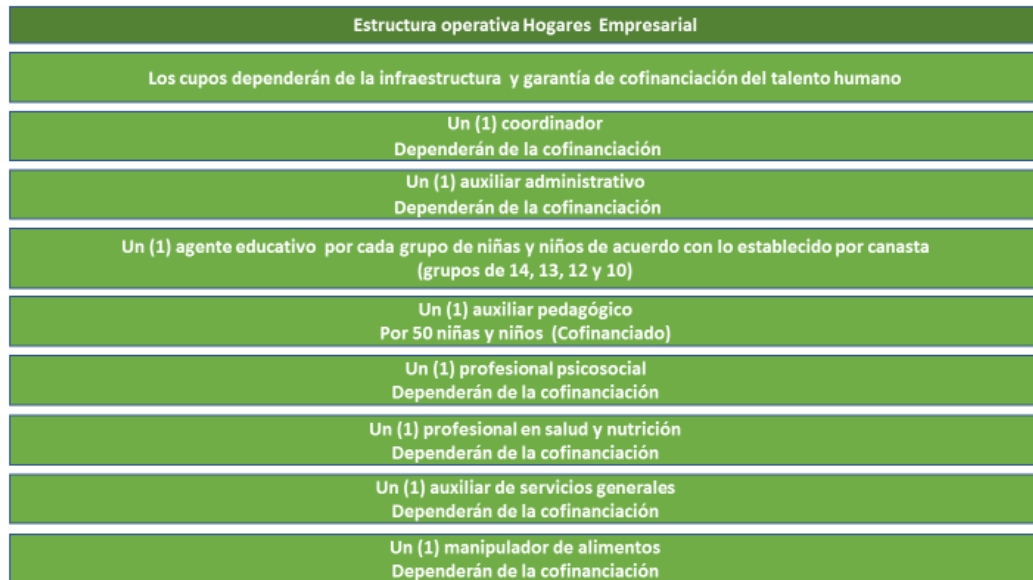 Estructura operativa Hogares Empresarial
Los cupos dependerán de la infraestructura y garantía de cofinanciación del talento humano
Un (1) coordinador
Dependerán de la cofinanciación
Un (1) auxiliar administrativo
Dependerán de la cofinanciación
Un (1) agente educativo por cada grupo de niñas y niños de acuerdo con lo establecido por canasta
(grupos de 14, 13, 12 y 10)
Un (1) auxiliar pedagógico
Por 50 niñas y niños (Cofinanciado)
Un (1) profesional psicosocial
Dependerán de la cofinanciación
Un (1) profesional en salud y nutrición
Dependerán de la cofinanciación
Un (1) auxiliar de servicios generales
Dependerán de la cofinanciación
Un (1) manipulador de alimentos
Dependerán de la cofinanciación